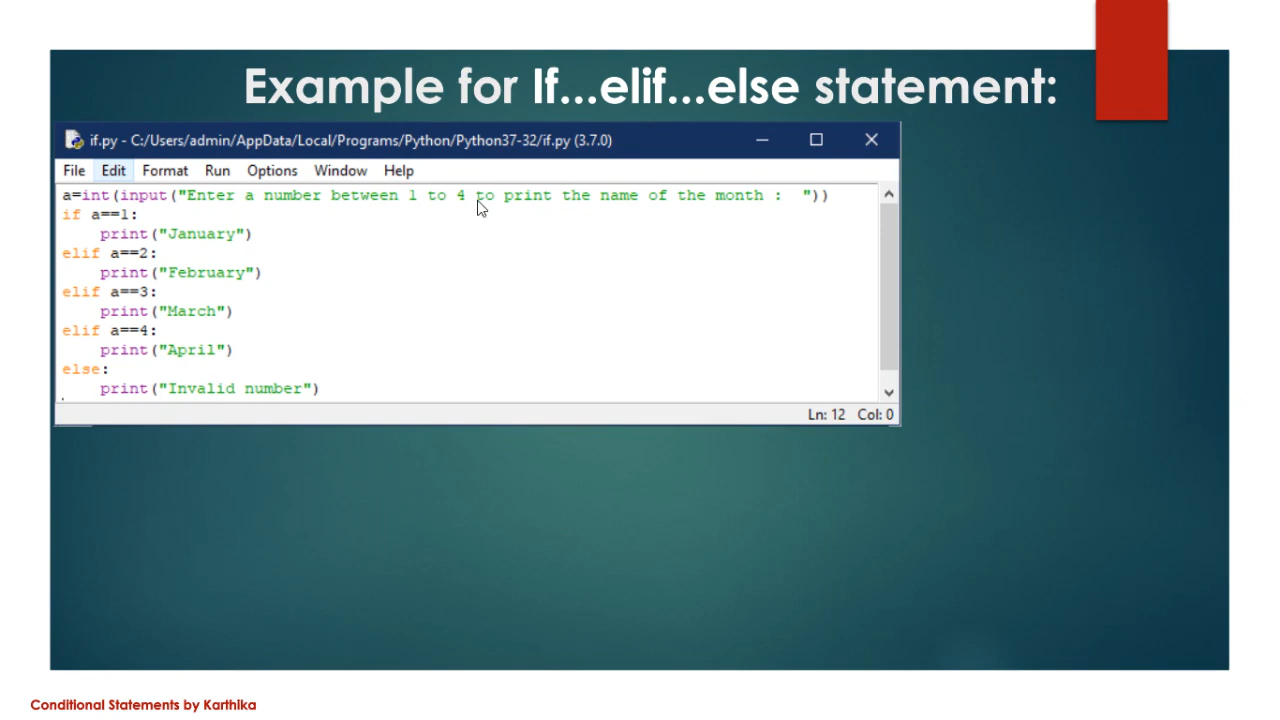 Example for If...elif...else statement:
if.py - C:/Users/admin/AppData/Local/Programs/Python/Python37-32/if.py (3.7.0)
File Edit Format Run Options Window Help
a=int(input("Enter a number between 1 to 4 to print the name of the month :  "))
if a==1:
    print("January")
elif a==2:
    print("February")
elif a==3:
    print("March")
elif a==4:
    print("April")
else:
    print("Invalid number")
Ln: 12 Col: 0
Conditional Statements by Karthika